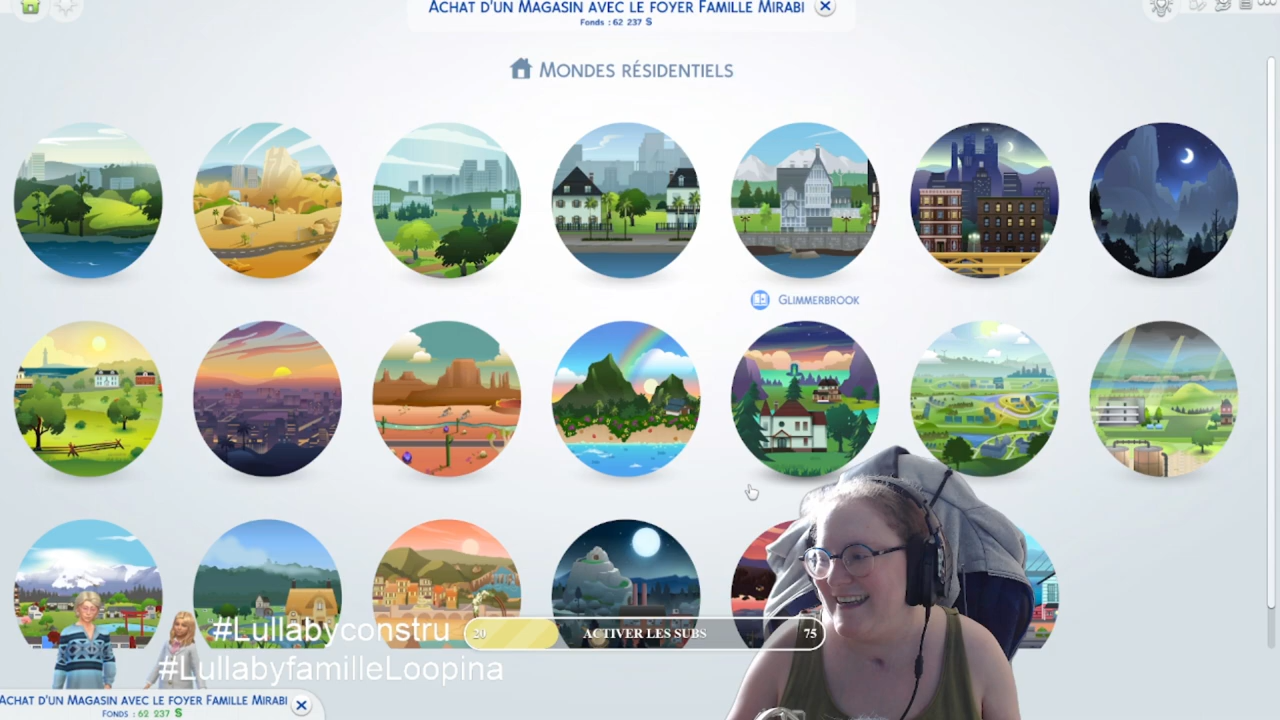 ACHAT D'UN MAGASIN AVEC LE FOYER FAMILLE MIRABI
FONDS : 62 237 $
MONDES RÉSIDENTIELS
GLIMMERBROOK
#Lullabyconstru
20 ACTIVER LES SUBS 75
#LullabyfamilleLoopina
ACHAT D'UN MAGASIN AVEC LE FOYER FAMILLE MIRABI
FONDS : 62 237 $